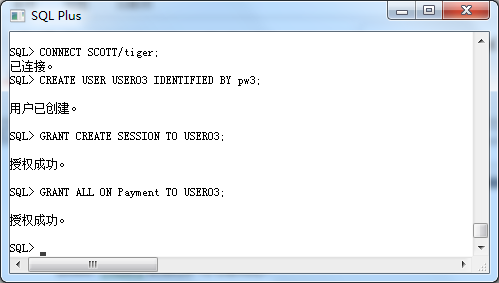 SQL Plus
SQL> CONNECT SCOTT/tiger;
已连接。
SQL> CREATE USER USER03 IDENTIFIED BY pw3;
用户已创建。
SQL> GRANT CREATE SESSION TO USER03;
授权成功。
SQL> GRANT ALL ON Payment TO USER03;
授权成功。
SQL>